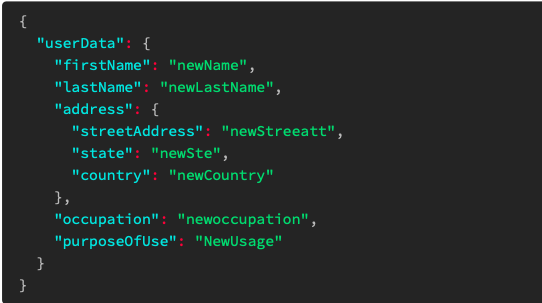 {
  "userData": {
    "firstName": "newName",
    "lastName": "newLastName",
    "address": {
      "streetAddress": "newStreeatt",
      "state": "newSte",
      "country": "newCountry"
    },
    "occupation": "newoccupation",
    "purposeOfUse": "NewUsage"
  }
}